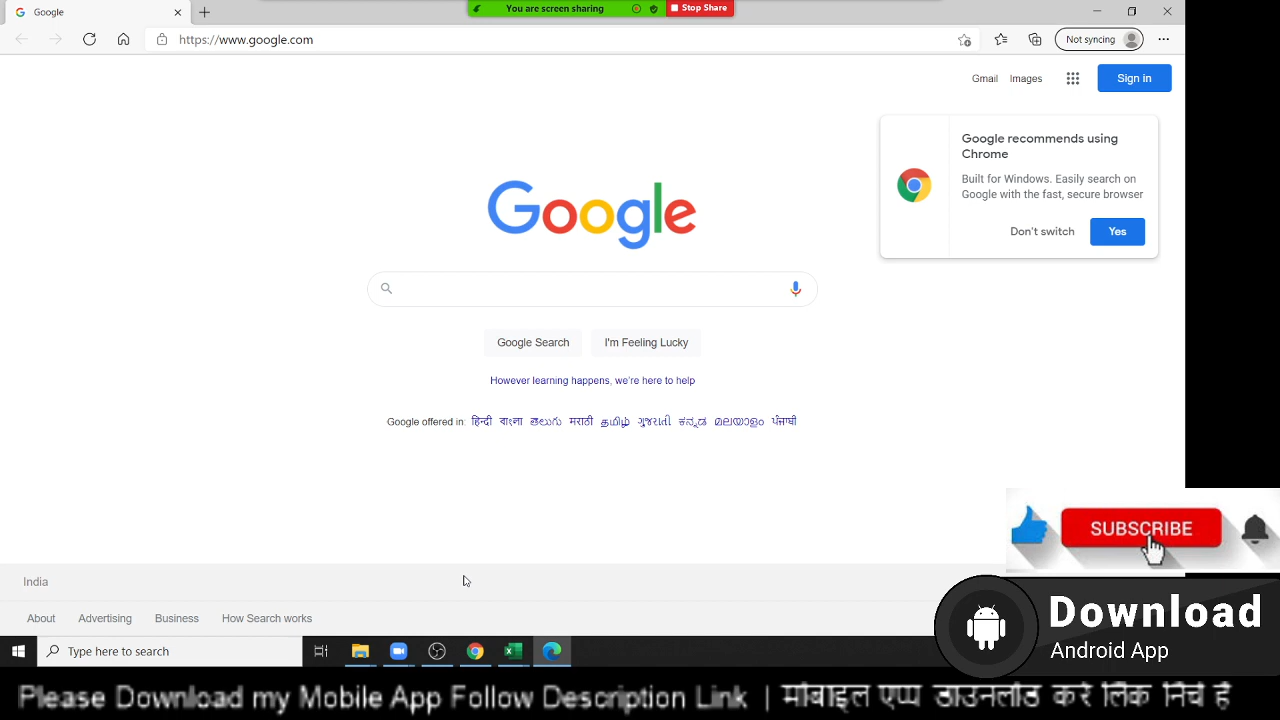 Google
You are screen sharing
Stop Share
https://www.google.com
Not syncing
Gmail Images
Sign in
Google recommends using
Chrome
Built for Windows. Easily search on
Google with the fast, secure browser
Don't switch Yes
Google
Google Search I'm Feeling Lucky
However learning happens, we're here to help
Google offered in: हिन्दी বাংলা తెలుగు मराठी தமிழ் ગુજરાતી ಕನ್ನಡ മലയാളം ਪੰਜਾਬੀ
SUBSCRIBE
India
About Advertising Business How Search works
Download
Android App
Type here to search
Please Download my Mobile App Follow Description Link | मोबाइल एप्प डाउनलोड करे लिंक निचे है